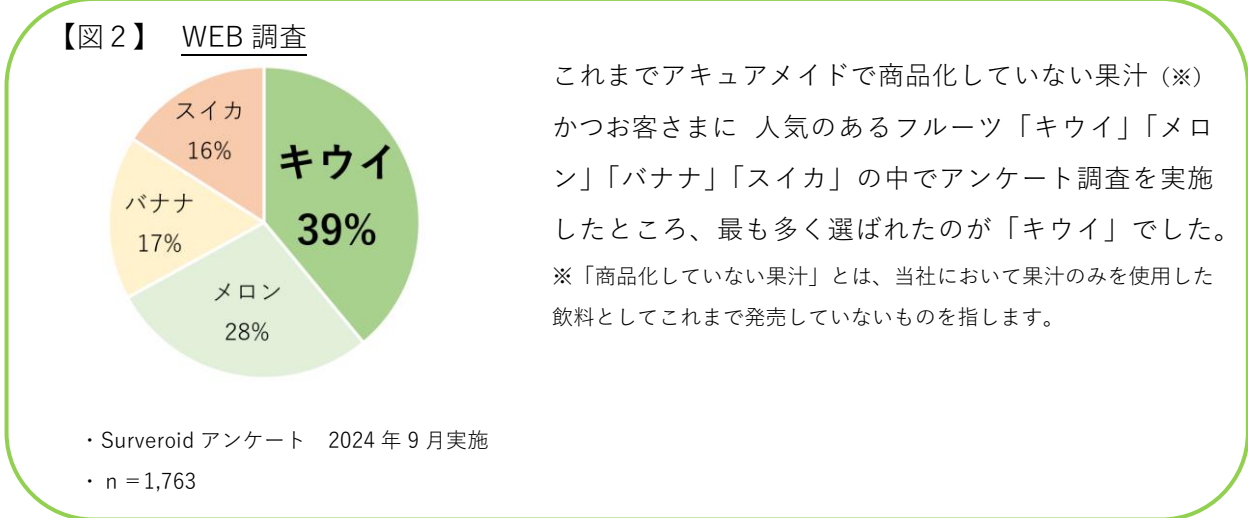 【図２】 WEB 調査
スイカ
16%
キウイ
39%
バナナ
17%
メロン
28%
これまでアキュアメイドで商品化していない果汁（※）
かつお客さまに 人気のあるフルーツ「キウイ」「メロ
ン」「バナナ」「スイカ」の中でアンケート調査を実施
したところ、最も多く選ばれたのが「キウイ」でした。
※「商品化していない果汁」とは、当社において果汁のみを使用した
飲料としてこれまで発売していないものを指します。
・Surveroid アンケート　2024 年 9 月実施
・ｎ＝1,763